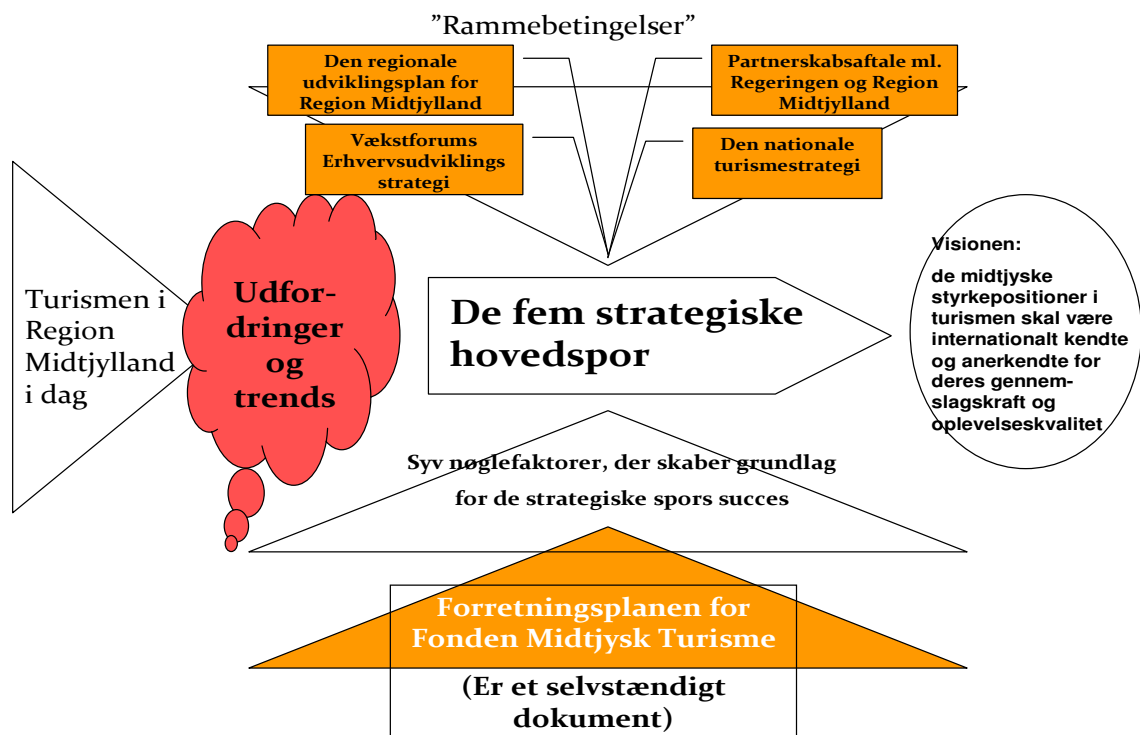 ”Rammebetingelser”
Den regionale
udviklingsplan for
Region Midtjylland
Partnerskabsaftale ml.
Regeringen og Region
Midtjylland
Vækstforums
Erhvervsudviklings
strategi
Den nationale
turismestrategi
Turismen i
Region
Midtjylland
i dag
Udfor-
dringer
og
trends
De fem strategiske
hovedspor
Visionen:
de midtjyske
styrkepositioner i
turismen skal være
internationalt kendte
og anerkendte for
deres gennem-
slagskraft og
oplevelseskvalitet
Syv nøglefaktorer, der skaber grundlag
for de strategiske spors succes
Forretningsplanen for
Fonden Midtjysk Turisme
(Er et selvstændigt
dokument)